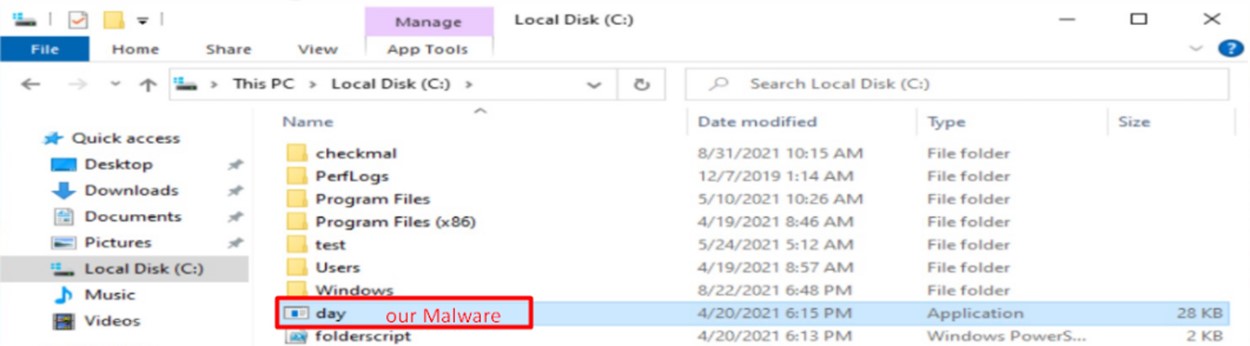 Manage
Local Disk (C:)
File Home Share View App Tools
This PC > Local Disk (C:) > Search Local Disk (C:)
Name Date modified Type Size
Quick access
Desktop
Downloads
Documents
Pictures
Local Disk (C:)
Music
Videos
checkmal 8/31/2021 10:15 AM File folder
PerfLogs 12/7/2019 1:14 AM File folder
Program Files 5/10/2021 10:26 AM File folder
Program Files (x86) 4/19/2021 8:46 AM File folder
test 5/24/2021 5:12 AM File folder
Users 4/19/2021 8:57 AM File folder
Windows 8/22/2021 6:48 PM File folder
day our Malware 4/20/2021 6:15 PM Application 28 KB
folderscript 4/20/2021 6:13 PM Windows PowerS... 2 KB